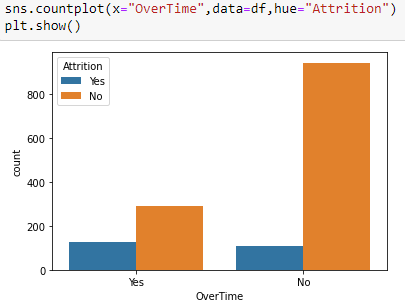 sns.countplot(x="OverTime",data=df,hue="Attrition")
plt.show()
Attrition
Yes
No
800
600
400
200
0
count
Yes No
OverTime